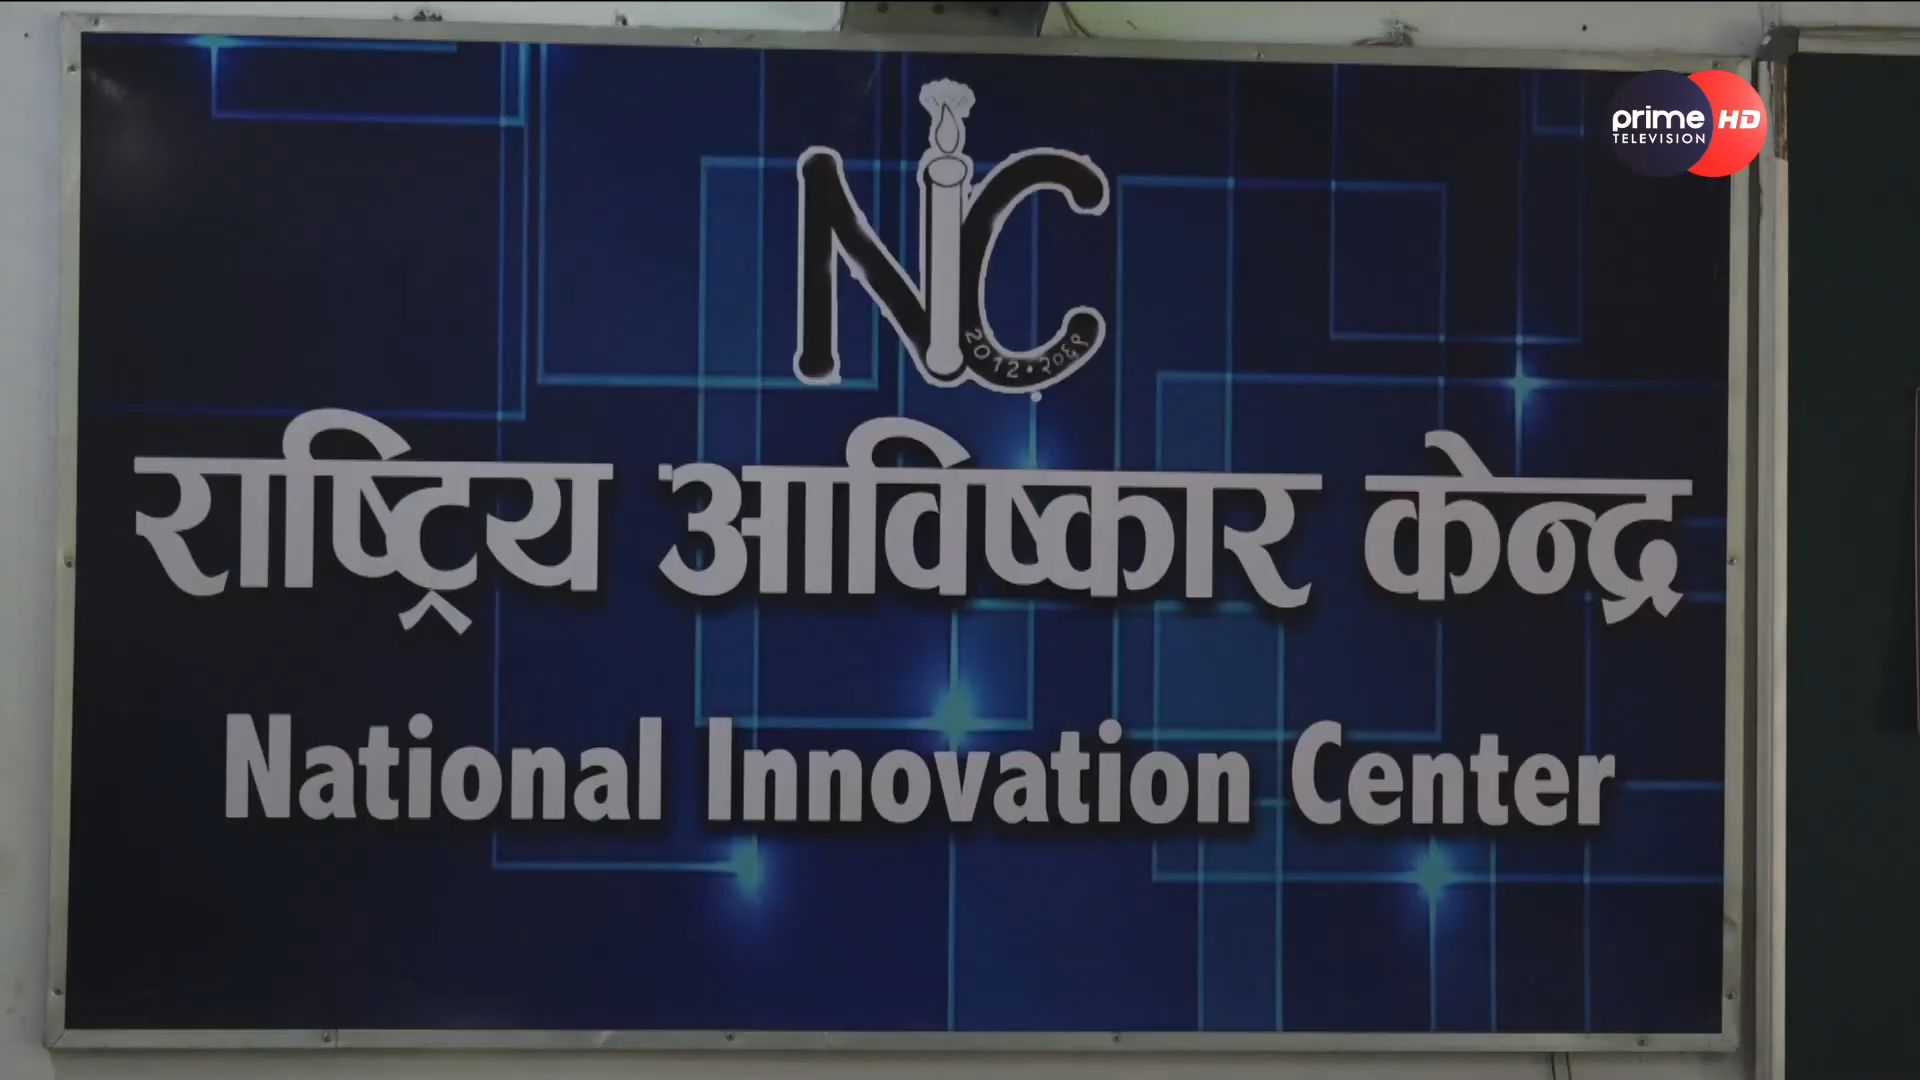 prime HD
TELEVISION
NIC
2012 • २०६९
राष्ट्रिय आविष्कार केन्द्र
National Innovation Center